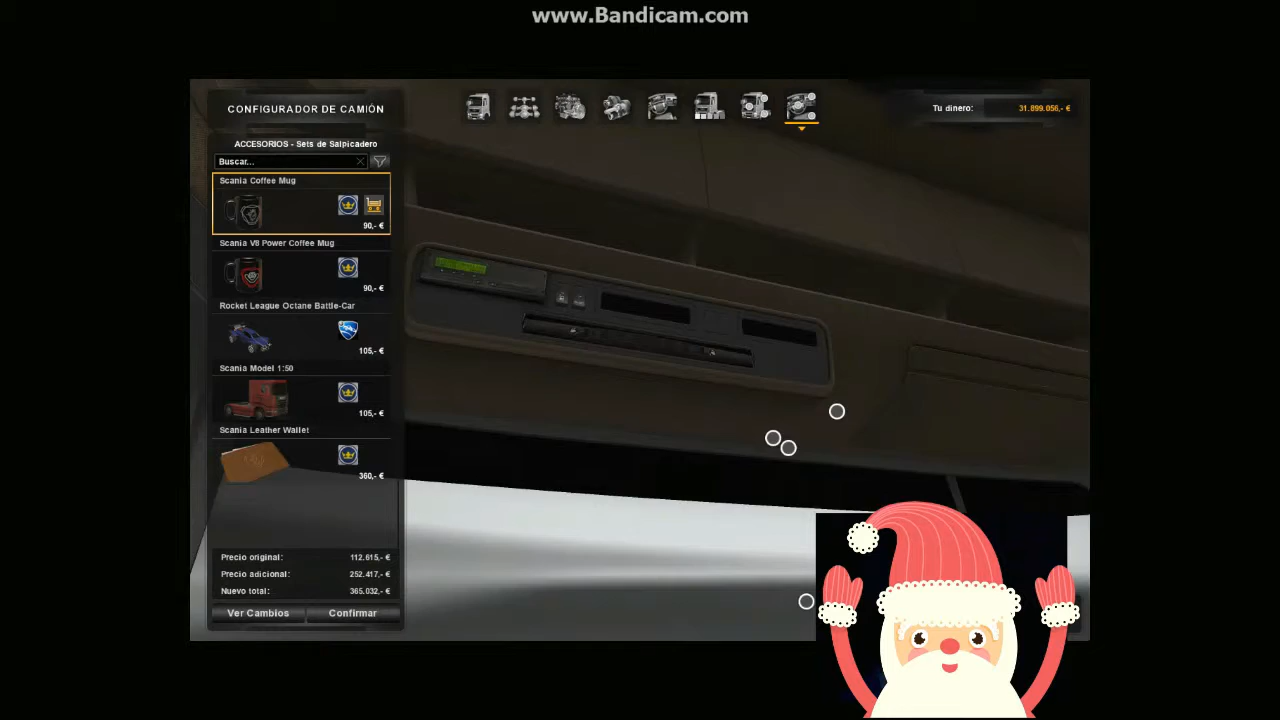 www.Bandicam.com
CONFIGURADOR DE CAMIÓN
Tu dinero: 31.899.056,- €
ACCESORIOS - Sets de Salpicadero
Buscar...
Scania Coffee Mug
90,- €
Scania V8 Power Coffee Mug
90,- €
Rocket League Octane Battle-Car
105,- €
Scania Model 1:50
105,- €
Scania Leather Wallet
360,- €
Precio original: 112.615,- €
Precio adicional: 252.417,- €
Nuevo total: 365.032,- €
Ver Cambios Confirmar